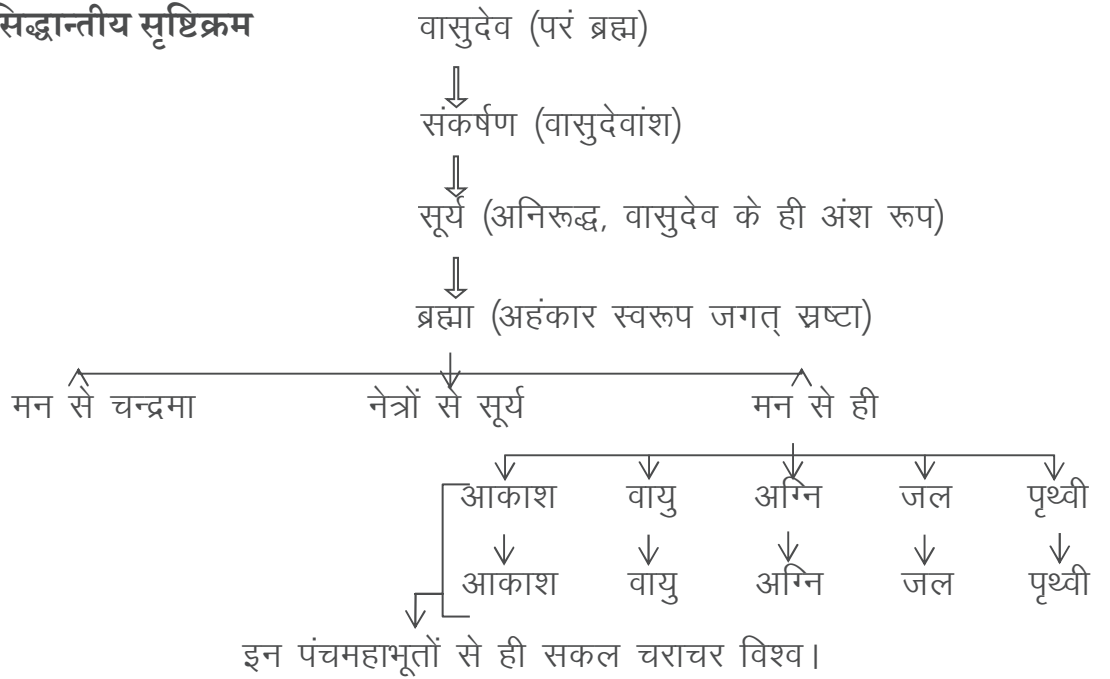 सिद्धान्तीय सृष्टिक्रम वासुदेव (परं ब्रह्म)
संकर्षण (वासुदेवांश)
सूर्य (अनिरूद्ध, वासुदेव के ही अंश रूप)
ब्रह्मा (अहंकार स्वरूप जगत् स्रष्टा)
मन से चन्द्रमा नेत्रों से सूर्य मन से ही
आकाश वायु अग्नि जल पृथ्वी
आकाश वायु अग्नि जल पृथ्वी
इन पंचमहाभूतों से ही सकल चराचर विश्व।